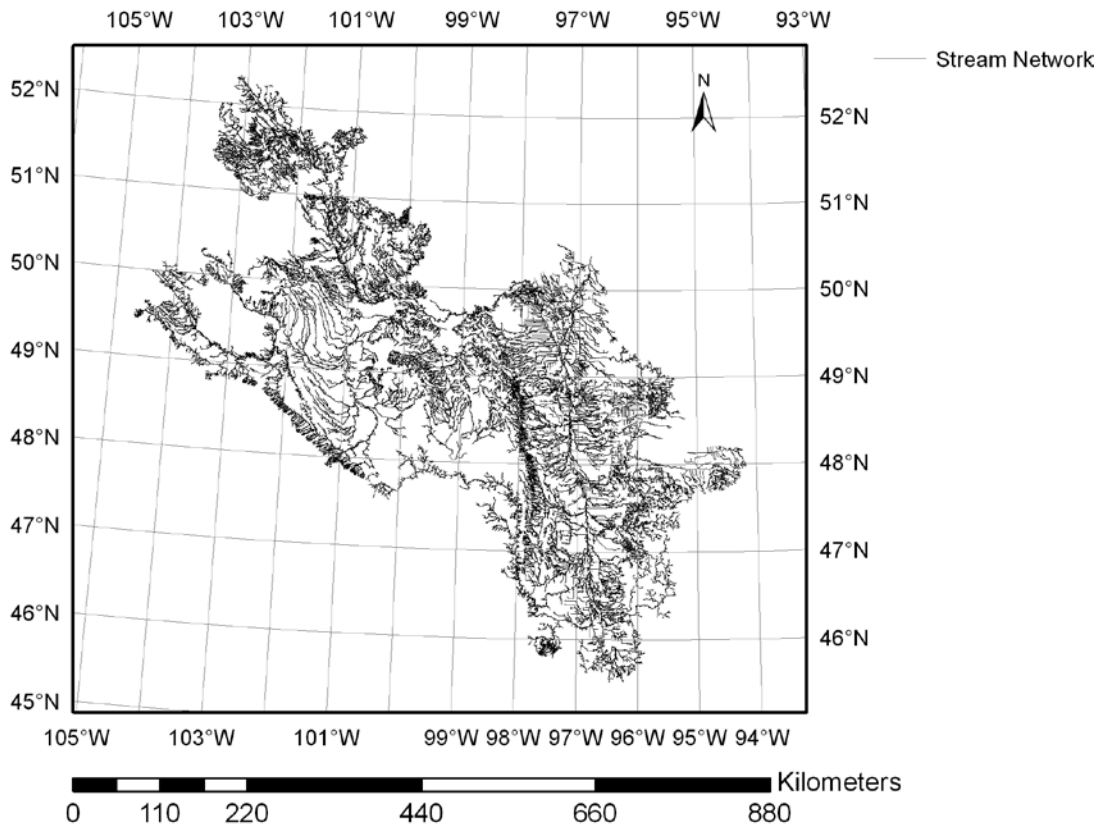 105°W 103°W 101°W 99°W 97°W 95°W 93°W
Stream Network
N
52°N
52°N
51°N
51°N
50°N
50°N
49°N
49°N
48°N
48°N
47°N
47°N
46°N
46°N
45°N
105°W 103°W 101°W 99°W 98°W 97°W 96°W 95°W 94°W
Kilometers
0 110 220 440 660 880